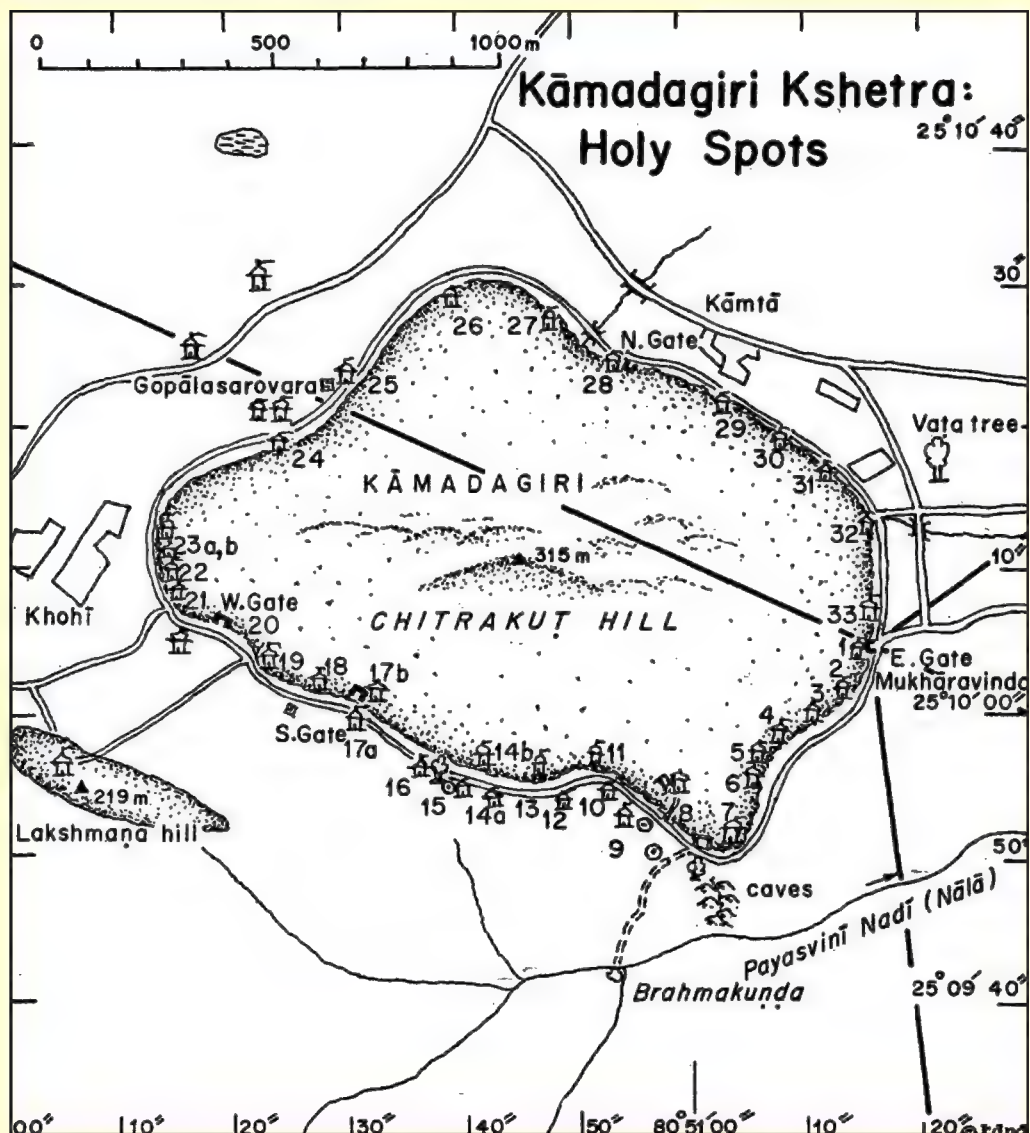 0 500 1000 m
Kāmadagiri Kshetra:
Holy Spots
25° 10′ 40″
30″
Kāmtā
26
27
N. Gate
28
Gopālasarovara
25
29
Vata tree
24
30
31
KĀMADAGIRI
32
23a,b
315 m
10″
22
Khohī
21
W. Gate
20
CHITRAKUT HILL
33
1
E. Gate
Mukhāravinda
19
18
17b
2
3
25° 10′ 00″
S. Gate
17a
4
14b
11
5
16
6
219 m
15
14a
13
12
10
7
8
Lakshmana hill
9
50″
caves
Payasvinī Nadī (Nālā)
Brahmakuṇḍa
25° 09′ 40″
00″ 10″ 20″ 30″ 40″ 50″ 80° 51′ 00″ 10″ 20″